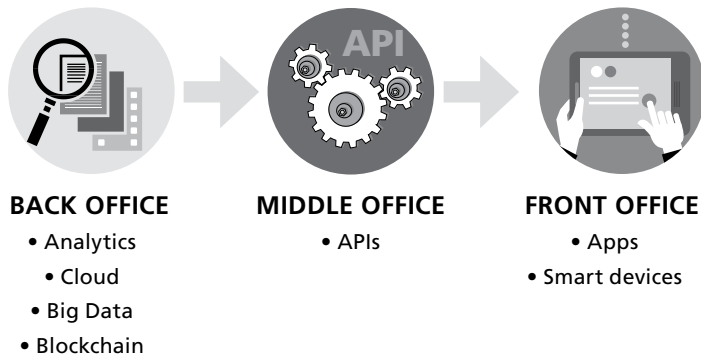 API
BACK OFFICE
• Analytics
• Cloud
• Big Data
• Blockchain
MIDDLE OFFICE
• APIs
FRONT OFFICE
• Apps
• Smart devices